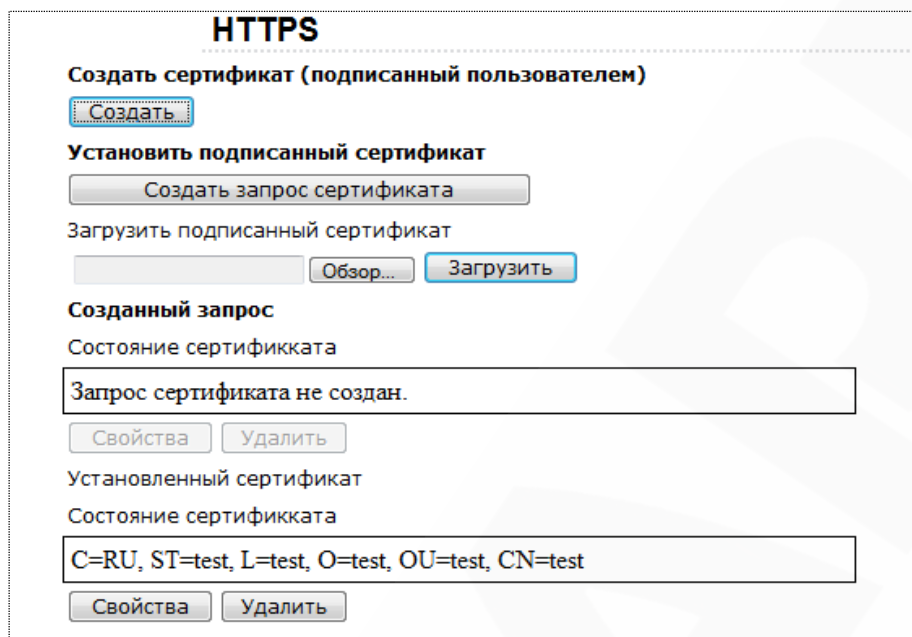 HTTPS
Создать сертификат (подписанный пользователем)
Создать
Установить подписанный сертификат
Создать запрос сертификата
Загрузить подписанный сертификат
Обзор... Загрузить
Созданный запрос
Состояние сертификката
Запрос сертификата не создан.
Свойства Удалить
Установленный сертификат
Состояние сертификката
C=RU, ST=test, L=test, O=test, OU=test, CN=test
Свойства Удалить